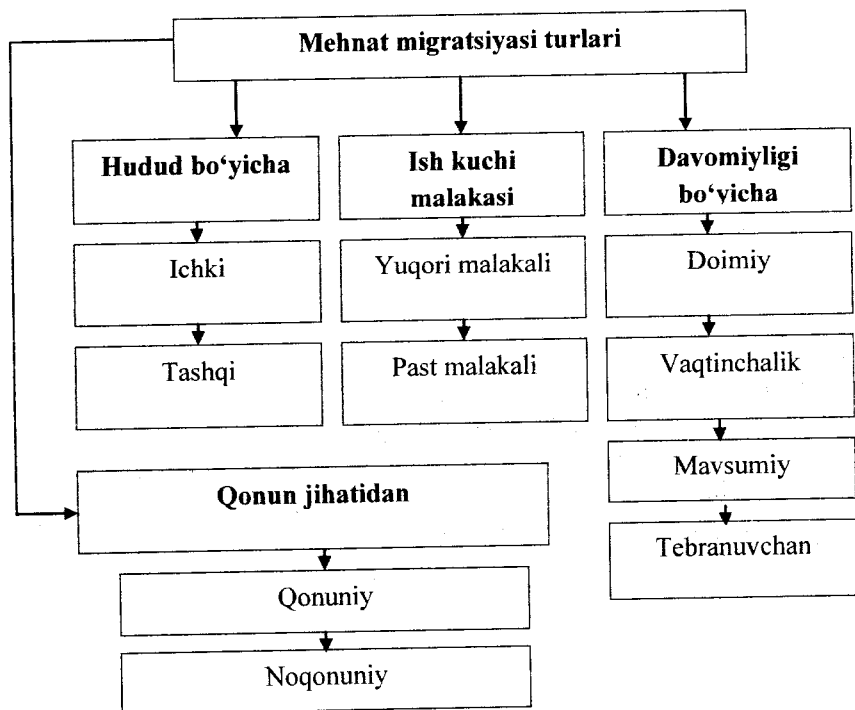 Mehnat migratsiyasi turlari
Hudud bo‘yicha
Ish kuchi
malakasi
Davomiyligi
bo‘yicha
Ichki
Yuqori malakali
Doimiy
Tashqi
Past malakali
Vaqtinchalik
Mavsumiy
Qonun jihatidan
Tebranuvchan
Qonuniy
Noqonuniy